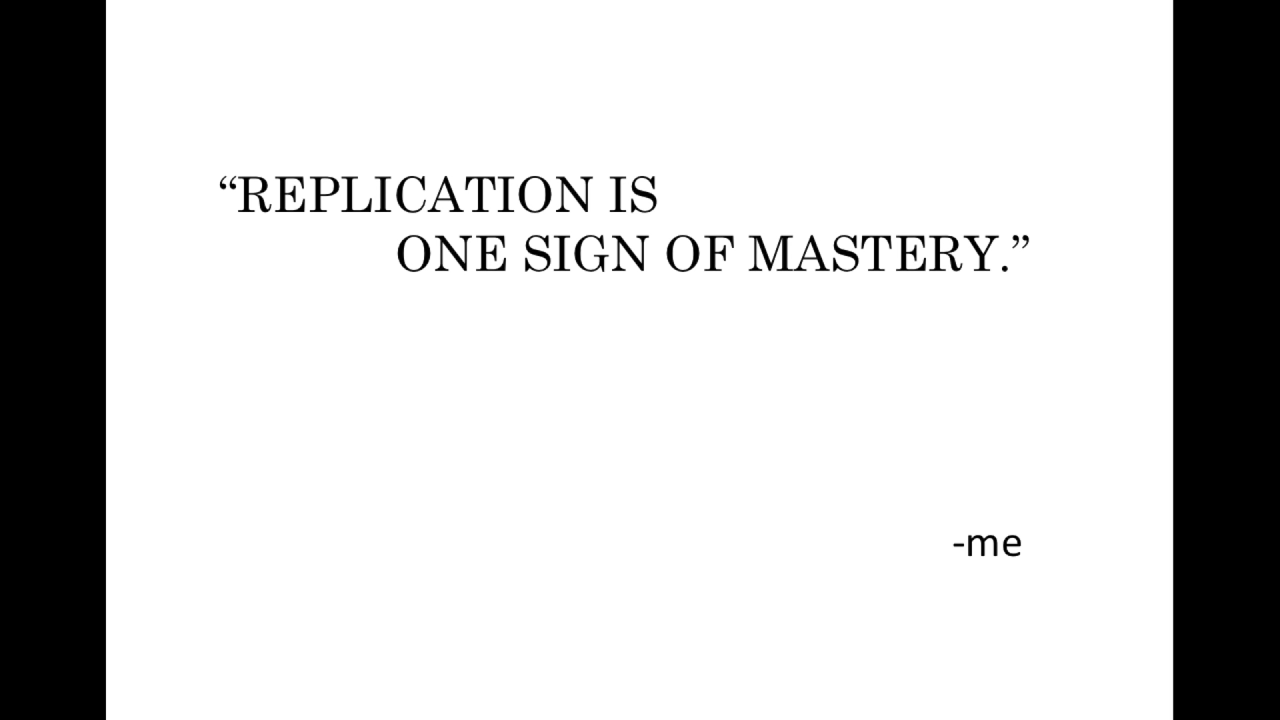 “REPLICATION IS
ONE SIGN OF MASTERY.”
-me